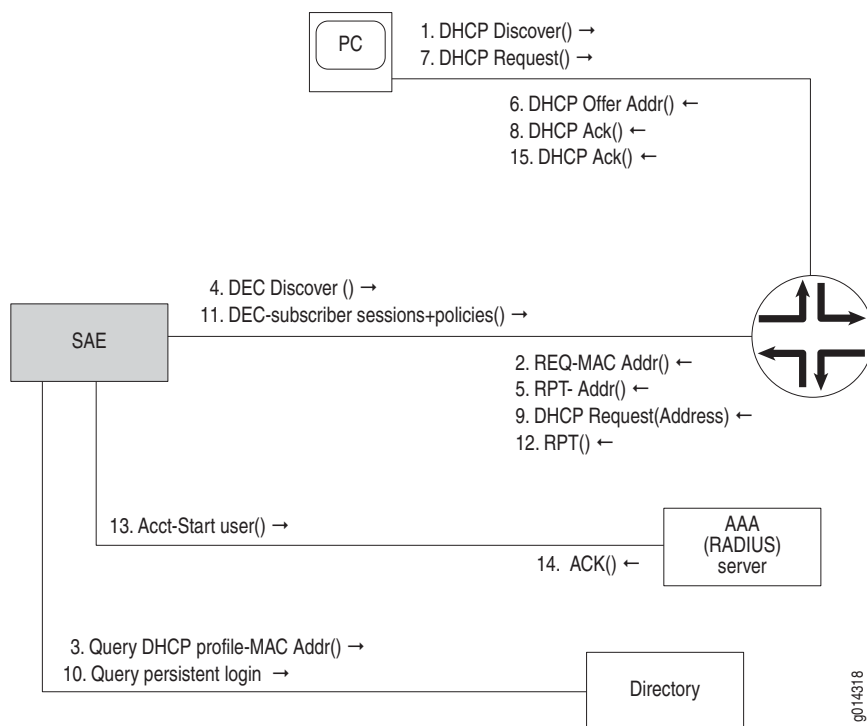 PC
1. DHCP Discover() →
7. DHCP Request() →
6. DHCP Offer Addr() ←
8. DHCP Ack() ←
15. DHCP Ack() ←
4. DEC Discover () →
11. DEC-subscriber sessions+policies() →
SAE
2. REQ-MAC Addr() ←
5. RPT- Addr() ←
9. DHCP Request(Address) ←
12. RPT() ←
13. Acct-Start user() →
AAA
(RADIUS)
server
14. ACK() ←
3. Query DHCP profile-MAC Addr() →
10. Query persistent login →
Directory
g014318